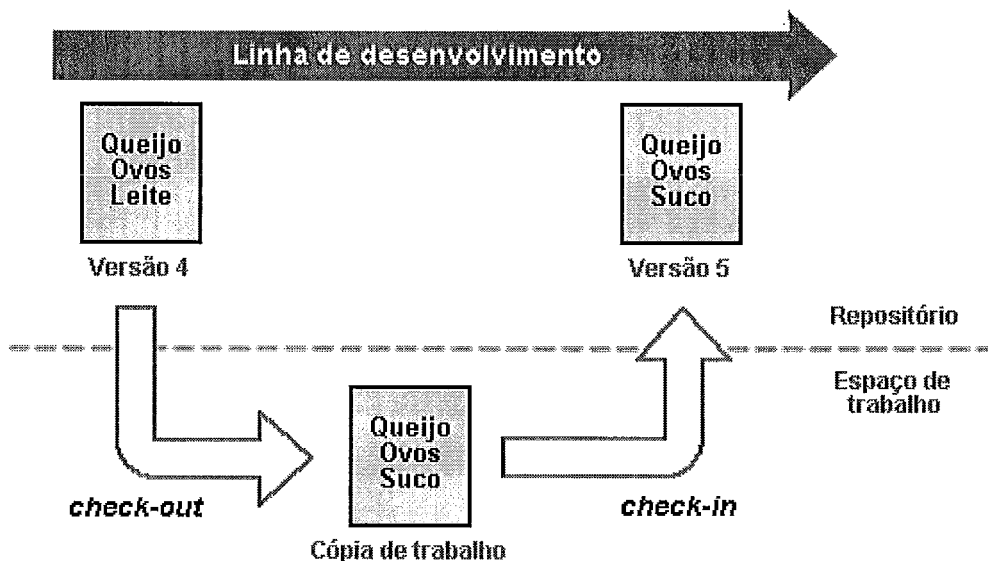 Linha de desenvolvimento
Queijo
Ovos
Leite
Versão 4
Queijo
Ovos
Suco
Versão 5
Repositório
Espaço de
trabalho
Queijo
Ovos
Suco
check-out
check-in
Cópia de trabalho